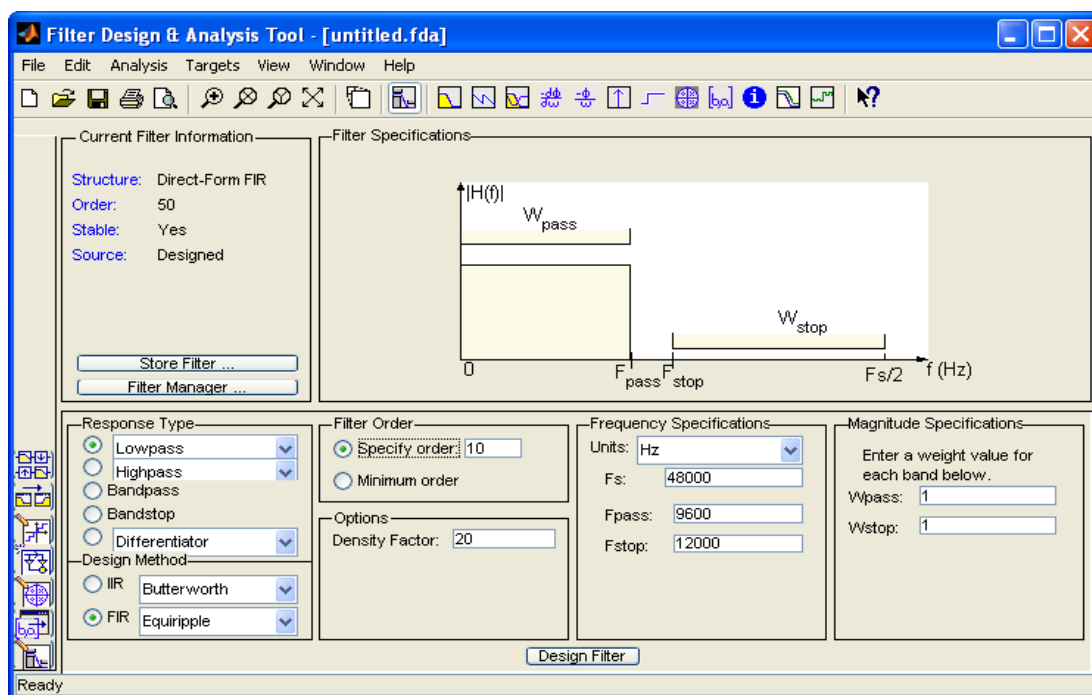 Filter Design & Analysis Tool - [untitled.fda]
File Edit Analysis Targets View Window Help
Current Filter Information
Structure: Direct-Form FIR
Order: 50
Stable: Yes
Source: Designed
Store Filter ...
Filter Manager ...
Filter Specifications
|H(f)|
Wpass
Wstop
0 Fpass Fstop Fs/2 f (Hz)
Response Type
Lowpass
Highpass
Bandpass
Bandstop
Differentiator
Design Method
IIR Butterworth
FIR Equiripple
Filter Order
Specify order: 10
Minimum order
Options
Density Factor: 20
Frequency Specifications
Units: Hz
Fs: 48000
Fpass: 9600
Fstop: 12000
Magnitude Specifications
Enter a weight value for
each band below.
Wpass: 1
Wstop: 1
Design Filter
Ready